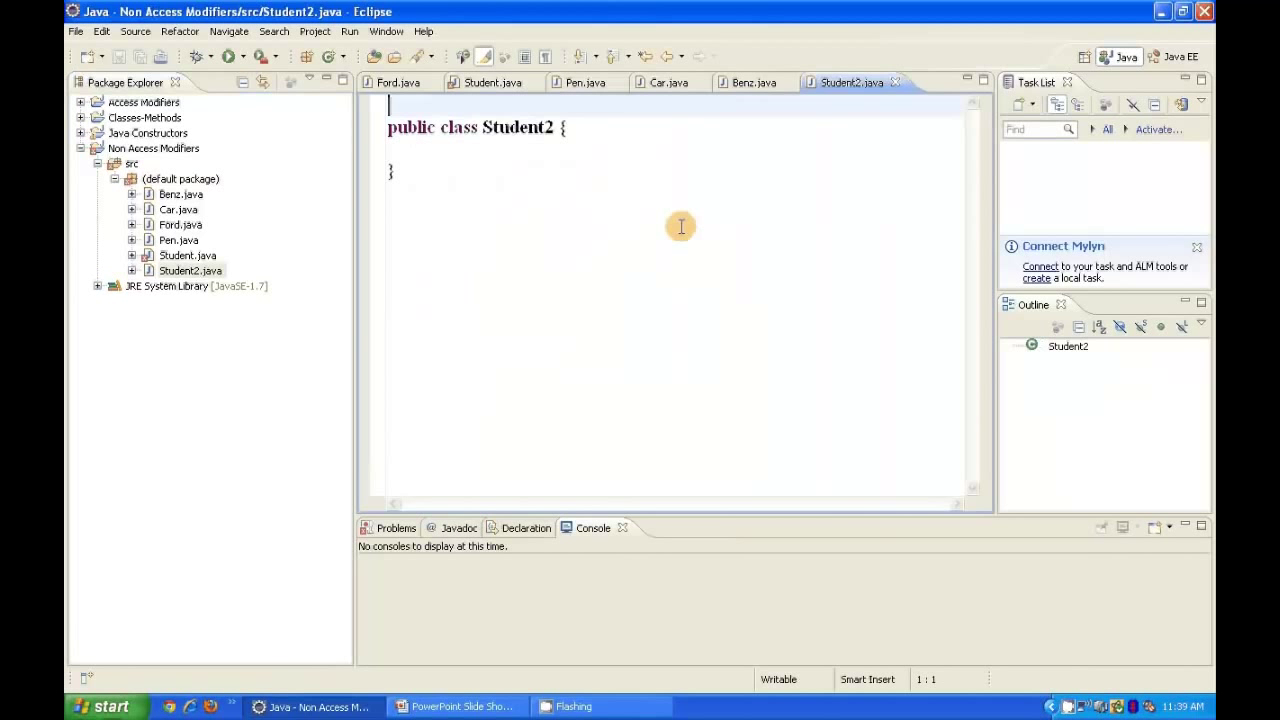 Java - Non Access Modifiers/src/Student2.java - Eclipse
File Edit Source Refactor Navigate Search Project Run Window Help
Java Java EE
Package Explorer
Ford.java Student.java Pen.java Car.java Benz.java Student2.java
Task List
Access Modifiers
Classes-Methods
Java Constructors
Non Access Modifiers
src
(default package)
Benz.java
Car.java
Ford.java
Pen.java
Student.java
Student2.java
JRE System Library [JavaSE-1.7]
public class Student2 {
}
Find All Activate...
Connect Mylyn
Connect to your task and ALM tools or
create a local task.
Outline
Student2
Problems @ Javadoc Declaration Console
No consoles to display at this time.
Writable Smart Insert 1 : 1
start Java - Non Access M... PowerPoint Slide Sho... Flashing 11:39 AM